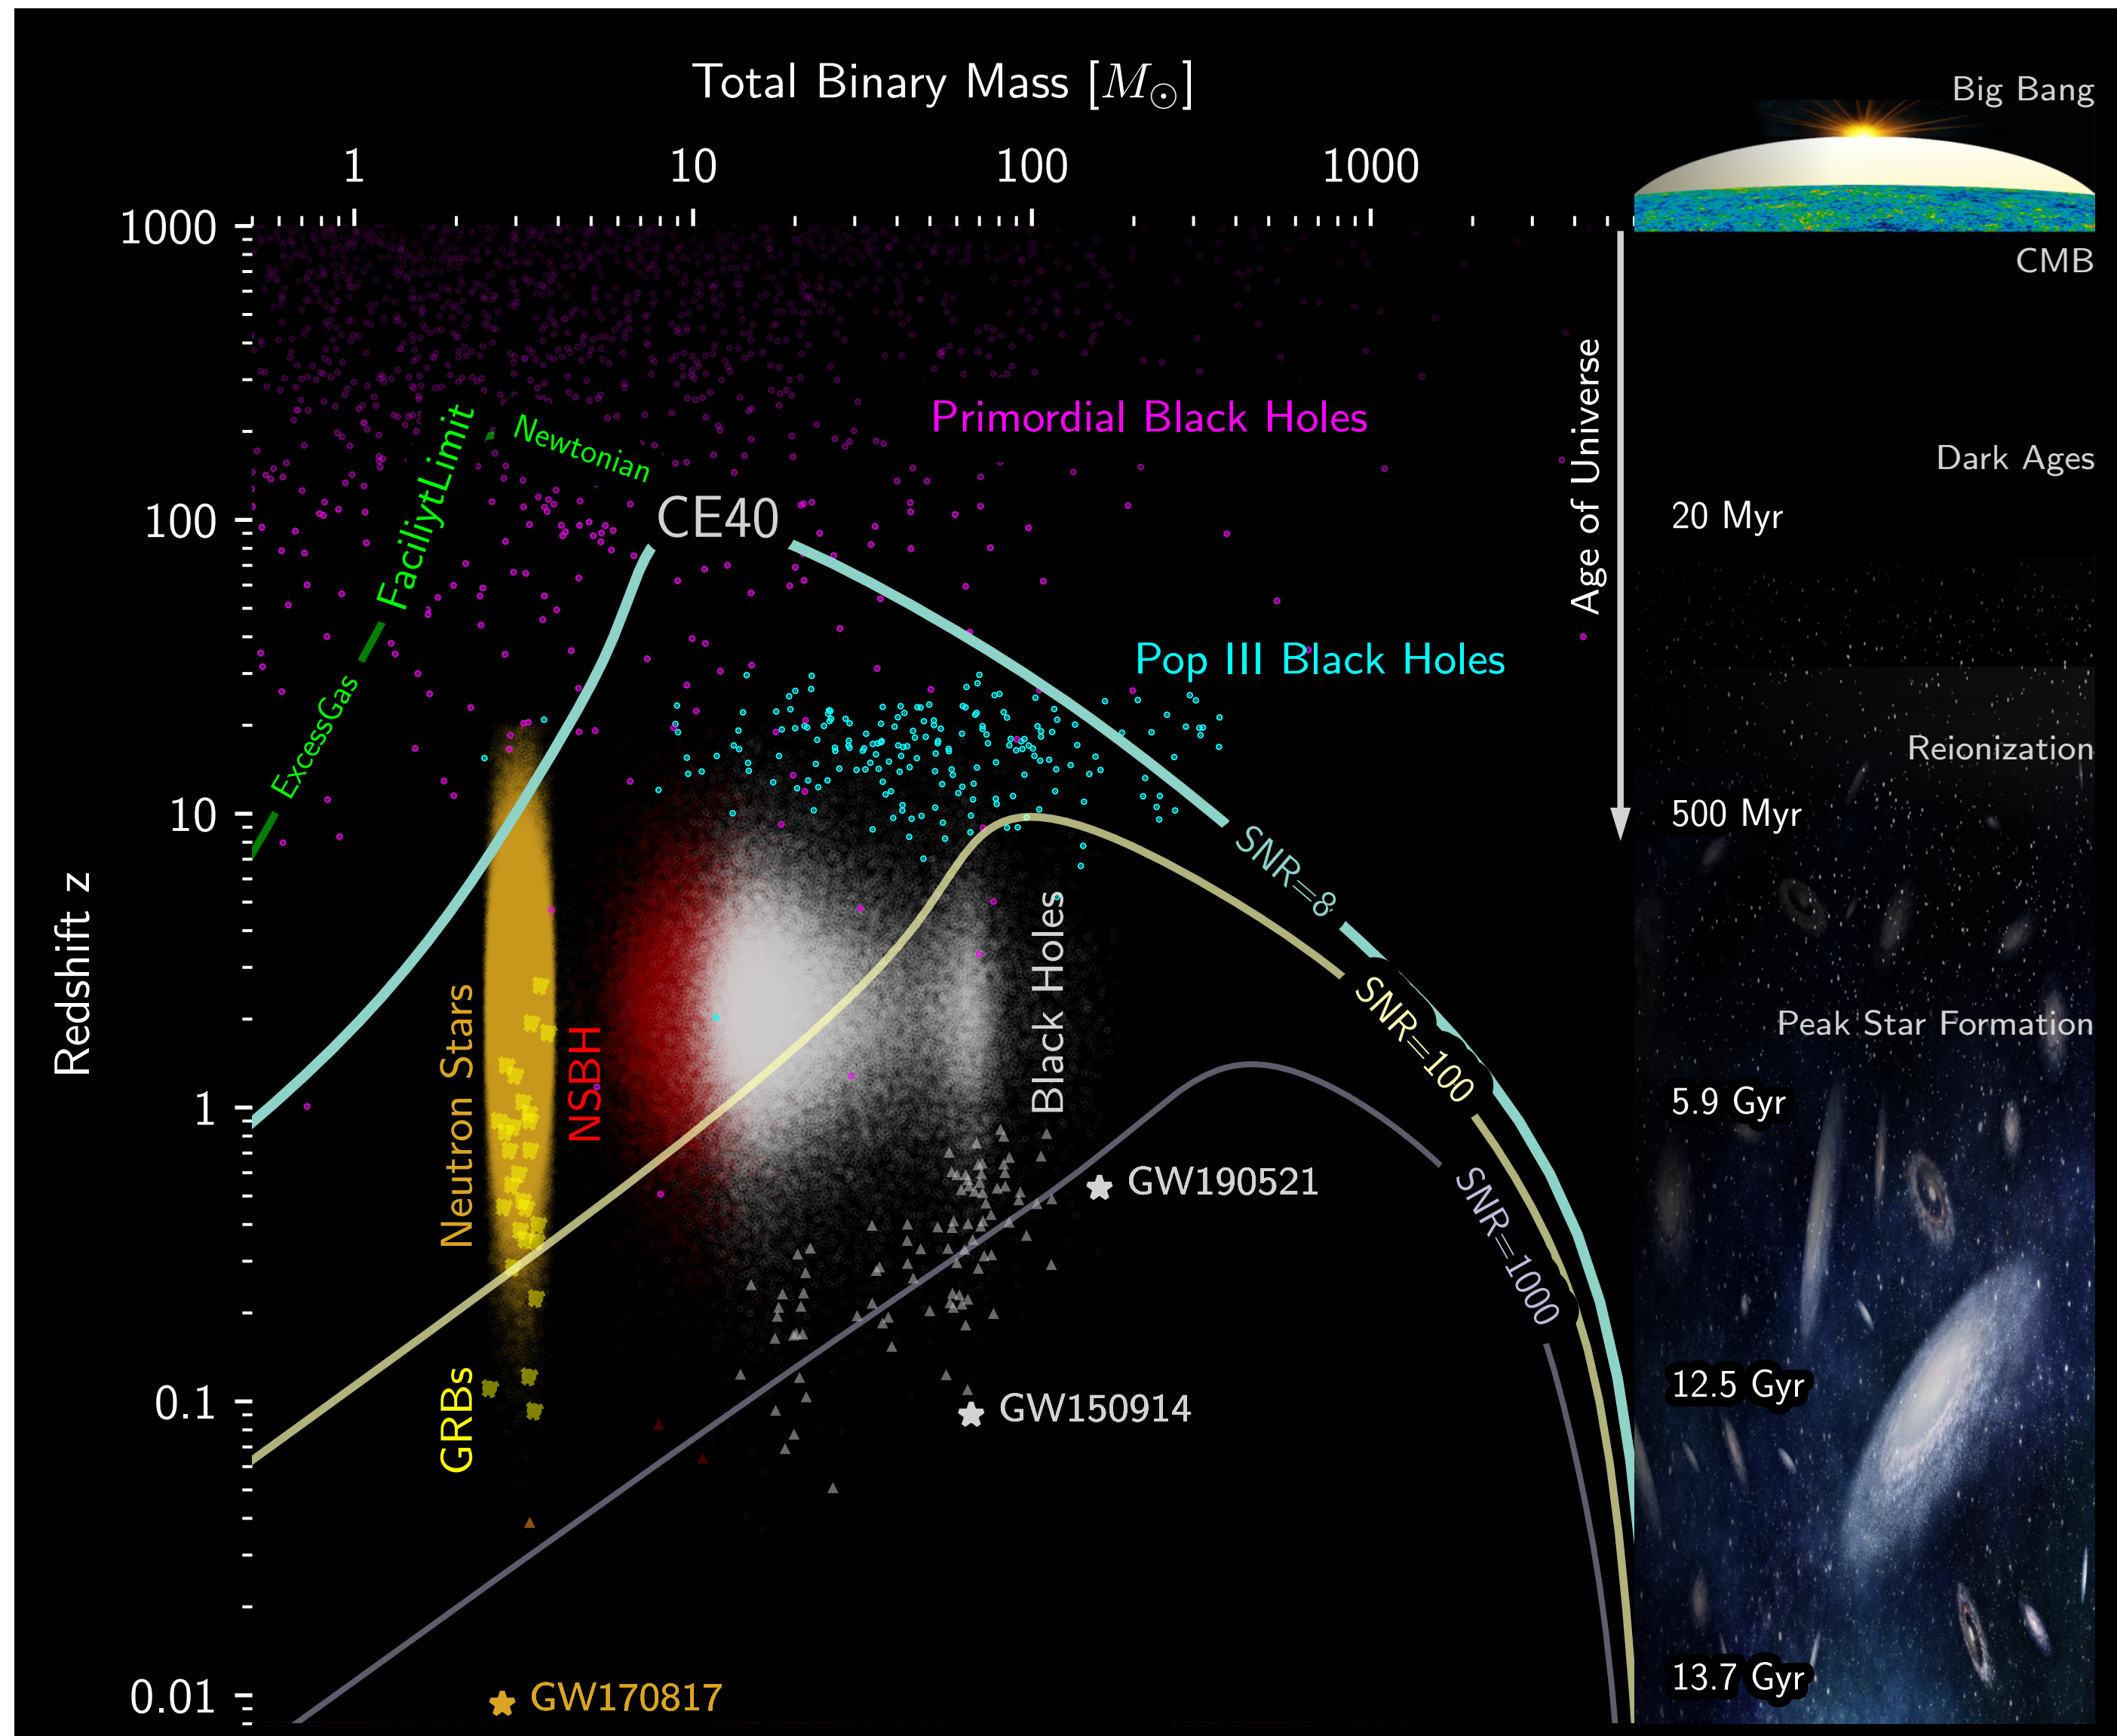 Total Binary Mass [M⊙]
Big Bang
1 10 100 1000
1000
CMB
Age of Universe
Primordial Black Holes
FaciliytLimit
Newtonian
Dark Ages
100
CE40
20 Myr
Pop III Black Holes
ExcessGas
Reionization
10
500 Myr
SNR=8
Redshift z
Neutron Stars
NSBH
Black Holes
SNR=100
Peak Star Formation
1
5.9 Gyr
GW190521
SNR=1000
GRBs
0.1
GW150914
12.5 Gyr
0.01
GW170817
13.7 Gyr